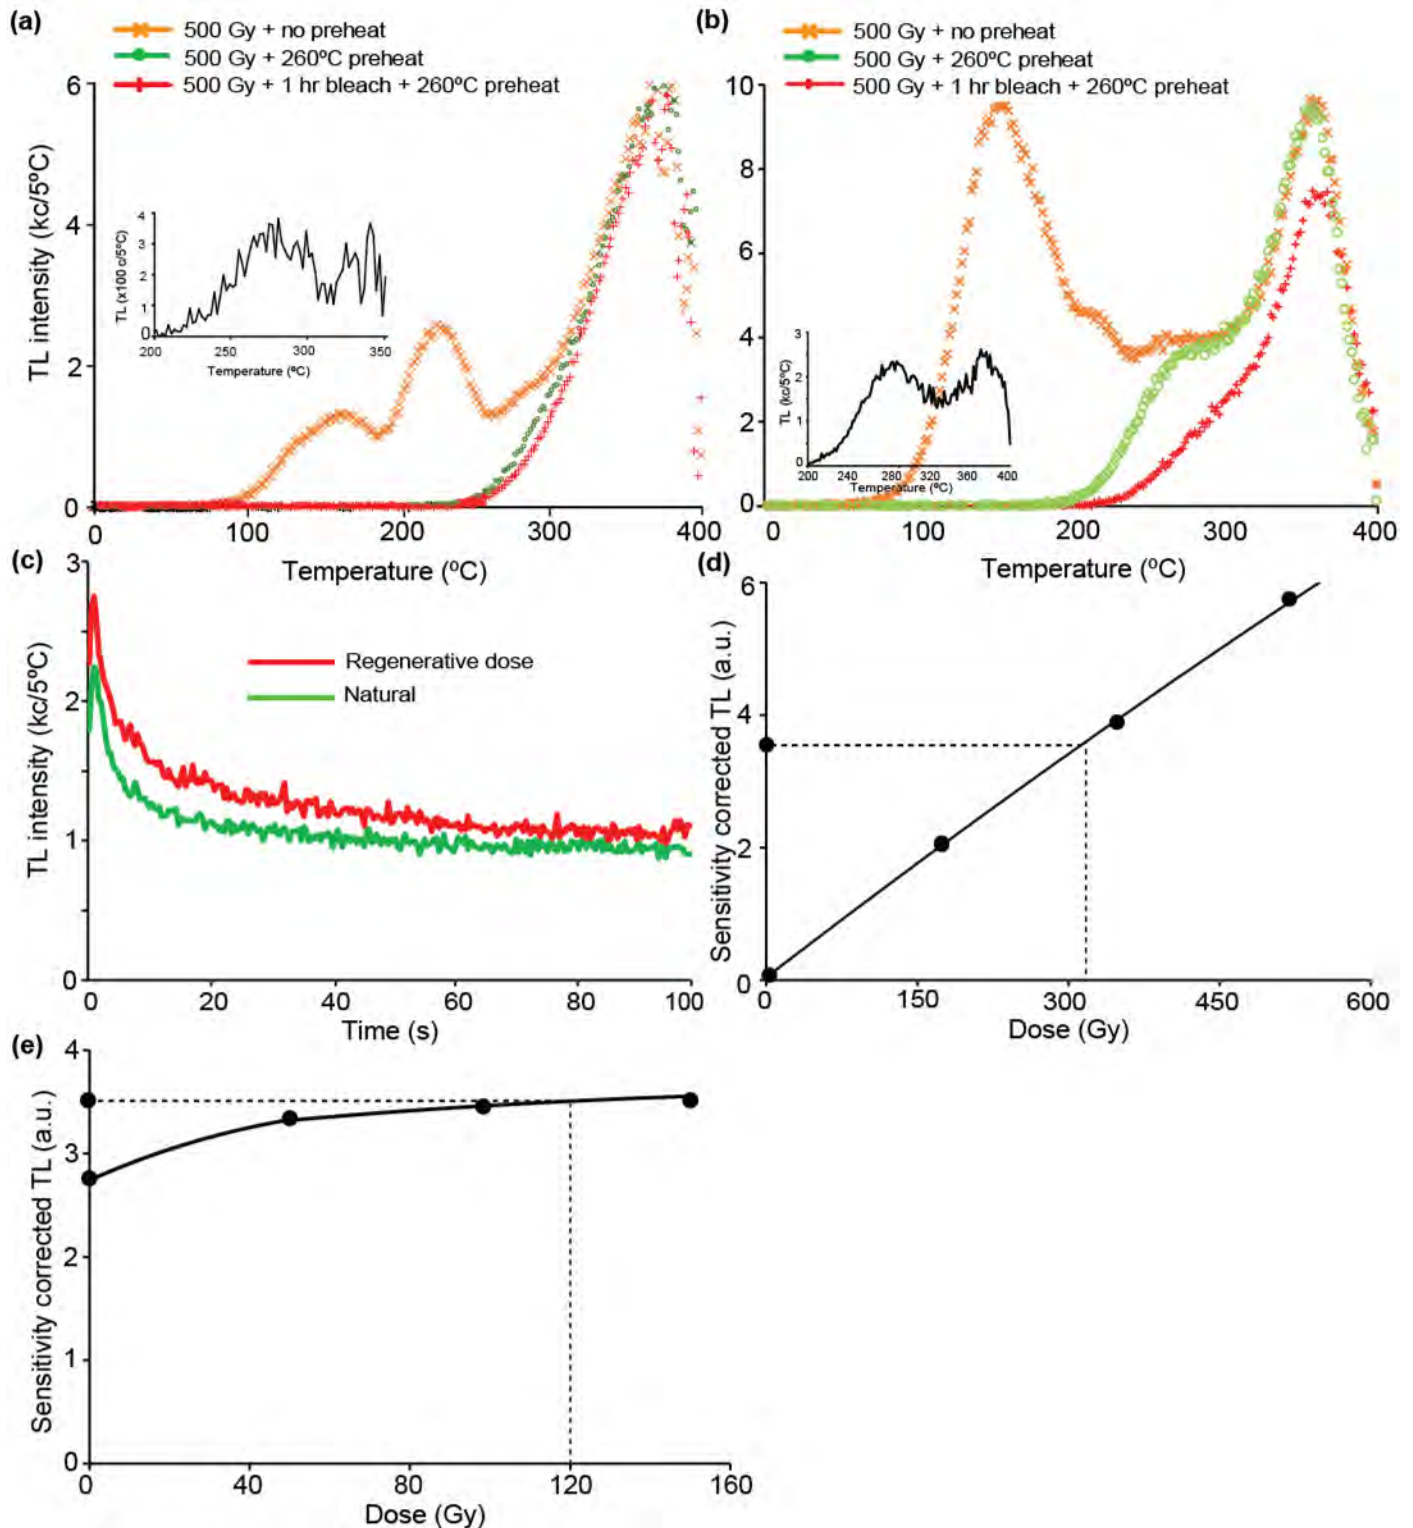 (a)
500 Gy + no preheat
500 Gy + 260ºC preheat
500 Gy + 1 hr bleach + 260ºC preheat
TL intensity (kc/5ºC)
6
4
2
0
0 100 200 300 400
Temperature (ºC)
TL (x100 c/5ºC)
4
3
2
1
0
200 250 300 350
Temperature (ºC)
(b)
500 Gy + no preheat
500 Gy + 260ºC preheat
500 Gy + 1 hr bleach + 260ºC preheat
TL intensity (kc/5ºC)
10
8
6
4
2
0
0 100 200 300 400
Temperature (ºC)
TL (kc/5ºC)
3
2
1
0
200 240 280 320 360 400
Temperature (ºC)
(c)
TL intensity (kc/5ºC)
3
2
1
0
Regenerative dose
Natural
0 20 40 60 80 100
Time (s)
(d)
Sensitivity corrected TL (a.u.)
6
4
2
0
0 150 300 450 600
Dose (Gy)
(e)
Sensitivity corrected TL (a.u.)
4
3
2
1
0
0 40 80 120 160
Dose (Gy)